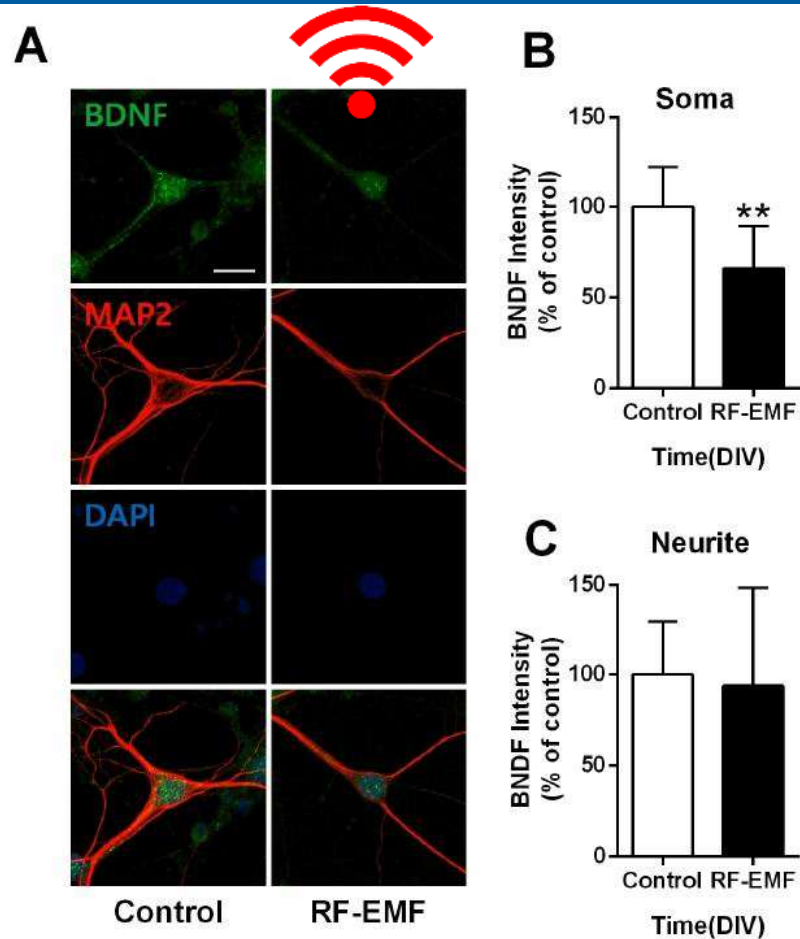 A
BDNF
MAP2
DAPI
Control RF-EMF
B
Soma
BNDF Intensity
(% of control)
150
100
50
0
**
Control RF-EMF
Time(DIV)
C
Neurite
BNDF Intensity
(% of control)
150
100
50
0
Control RF-EMF
Time(DIV)